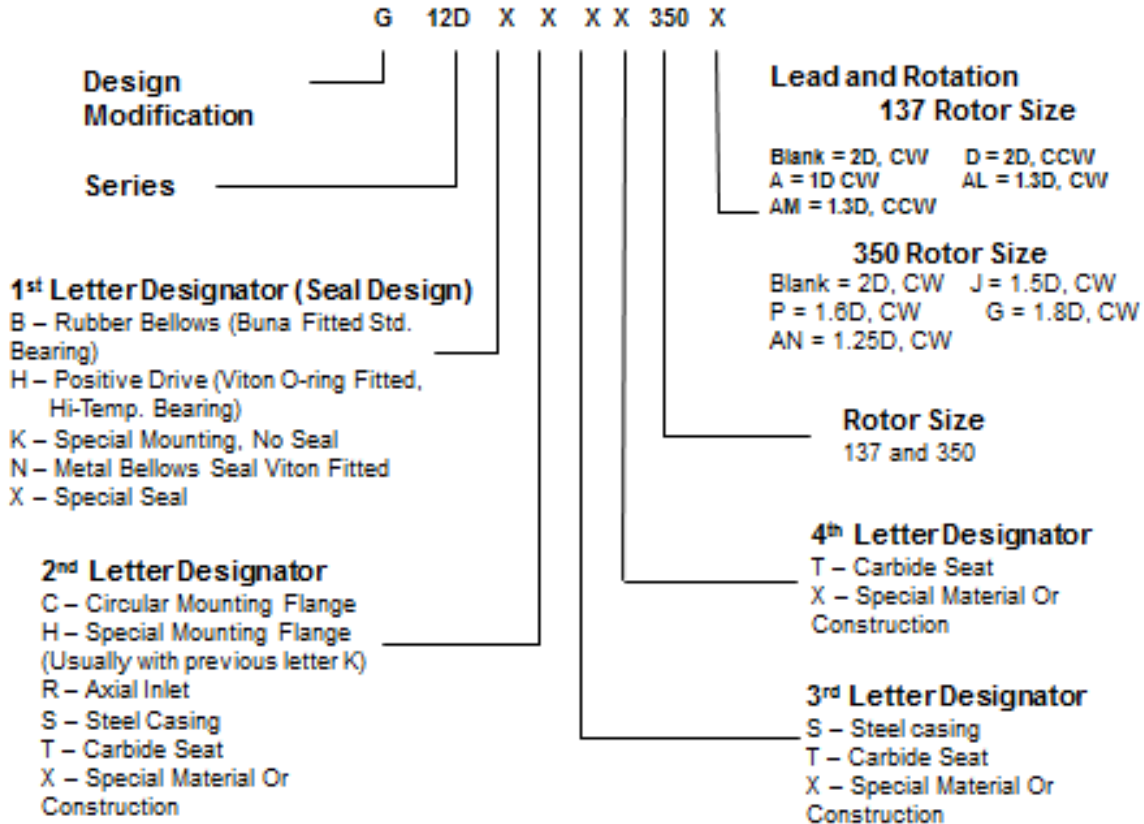 G 12D X X X X 350 X
Design
Modification
Series
1st Letter Designator (Seal Design)
B – Rubber Bellows (Buna Fitted Std.
Bearing)
H – Positive Drive (Viton O-ring Fitted,
Hi-Temp. Bearing)
K – Special Mounting, No Seal
N – Metal Bellows Seal Viton Fitted
X – Special Seal
2nd Letter Designator
C – Circular Mounting Flange
H – Special Mounting Flange
(Usually with previous letter K)
R – Axial Inlet
S – Steel Casing
T – Carbide Seat
X – Special Material Or
Construction
Lead and Rotation
137 Rotor Size
Blank = 2D, CW D = 2D, CCW
A = 1D CW AL = 1.3D, CW
AM = 1.3D, CCW
350 Rotor Size
Blank = 2D, CW J = 1.5D, CW
P = 1.6D, CW G = 1.8D, CW
AN = 1.25D, CW
Rotor Size
137 and 350
4th Letter Designator
T – Carbide Seat
X – Special Material Or
Construction
3rd Letter Designator
S – Steel casing
T – Carbide Seat
X – Special Material Or
Construction